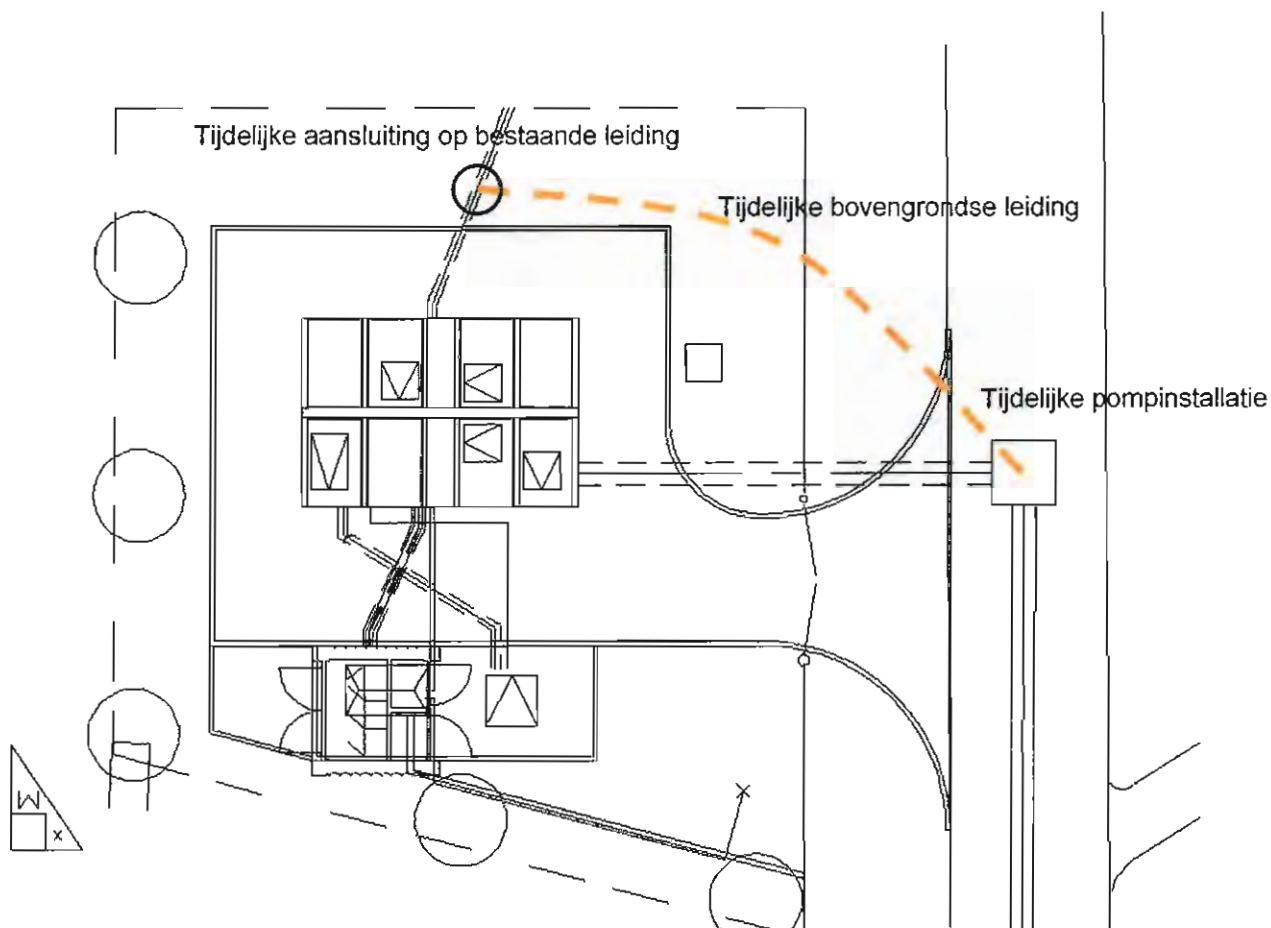 Tijdelijke aansluiting op bestaande leiding
Tijdelijke bovengrondse leiding
Tijdelijke pompinstallatie